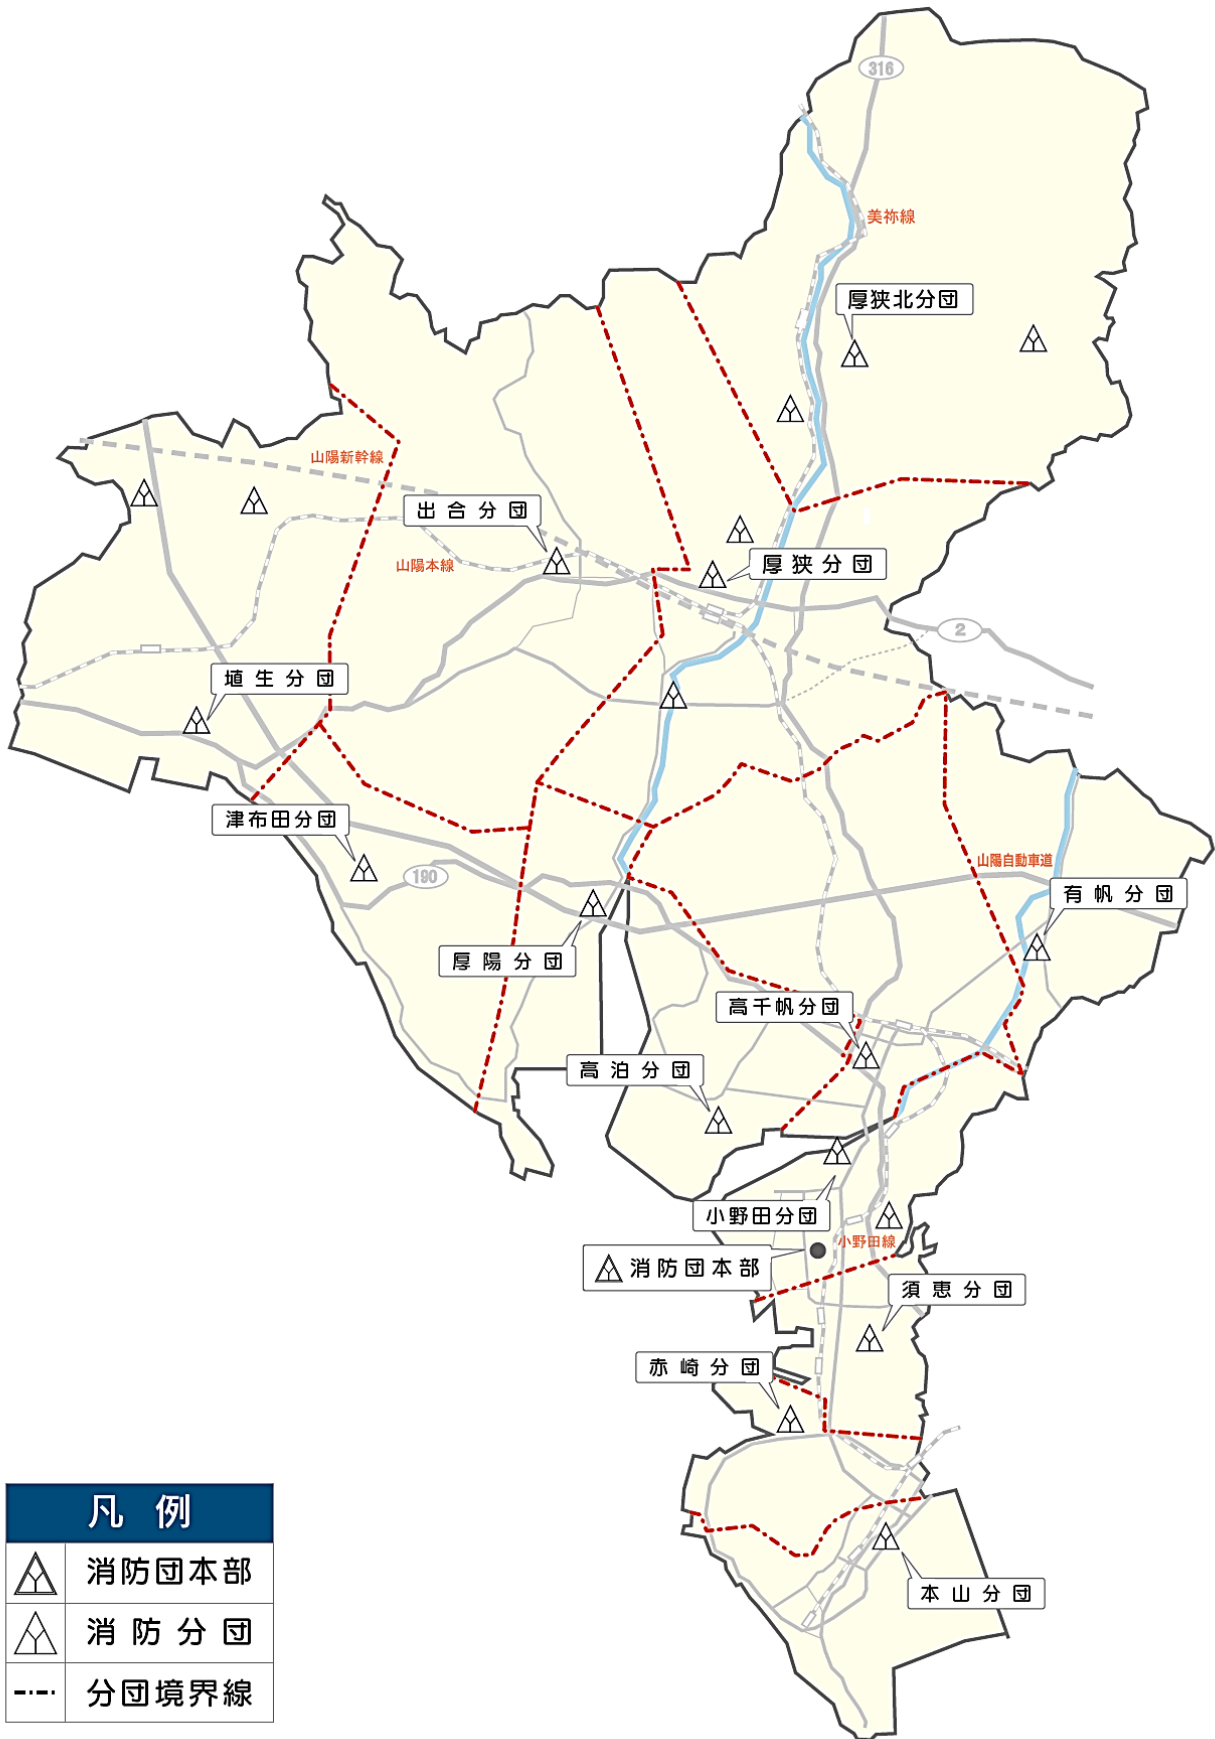 316
美祢線
厚狭北分団
山陽新幹線
出合分団
山陽本線
厚狭分団
2
埴生分団
津布田分団
190
山陽自動車道
有帆分団
厚陽分団
高千帆分団
高泊分団
小野田分団
小野田線
消防団本部
須恵分団
赤崎分団
本山分団
凡例
消防団本部
消防分団
分団境界線